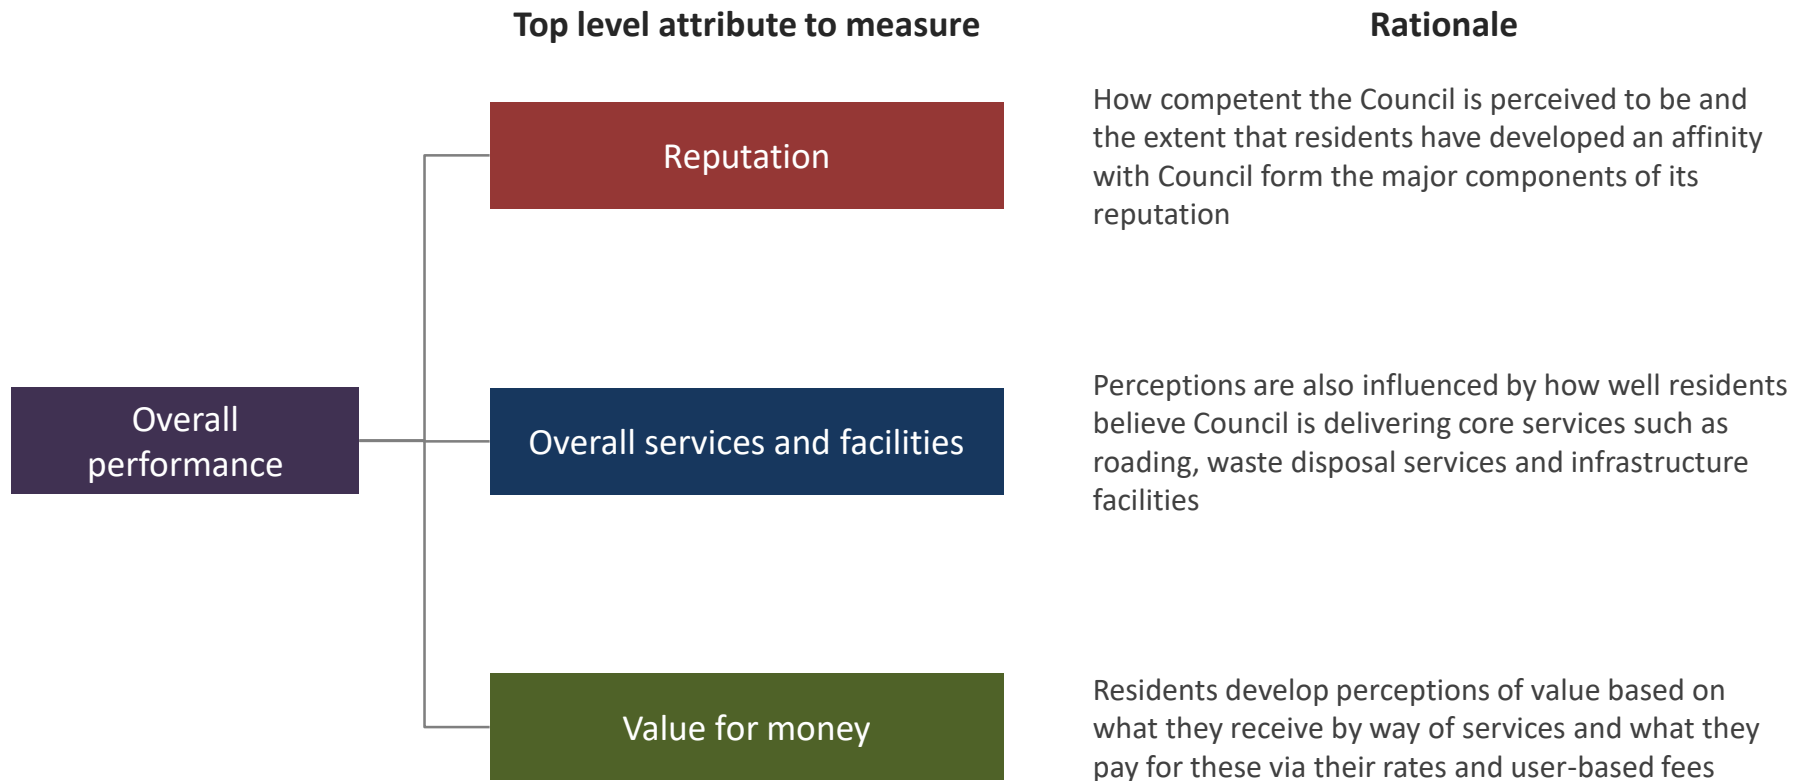 Top level attribute to measure
Rationale
Reputation
How competent the Council is perceived to be and
the extent that residents have developed an affinity
with Council form the major components of its
reputation
Overall
performance
Overall services and facilities
Perceptions are also influenced by how well residents
believe Council is delivering core services such as
roading, waste disposal services and infrastructure
facilities
Value for money
Residents develop perceptions of value based on
what they receive by way of services and what they
pay for these via their rates and user-based fees